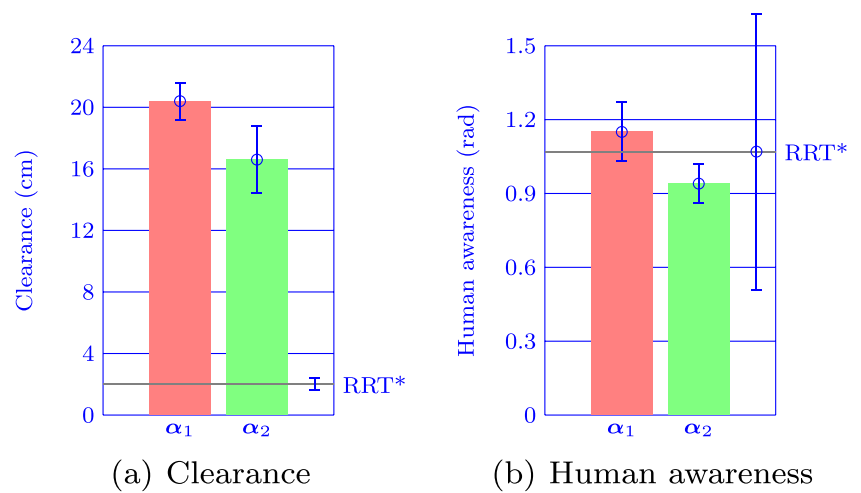 Clearance (cm)
24
20
16
12
8
4
0
RRT*
α₁ α₂
(a) Clearance
Human awareness (rad)
1.5
1.2
0.9
0.6
0.3
0
RRT*
α₁ α₂
(b) Human awareness